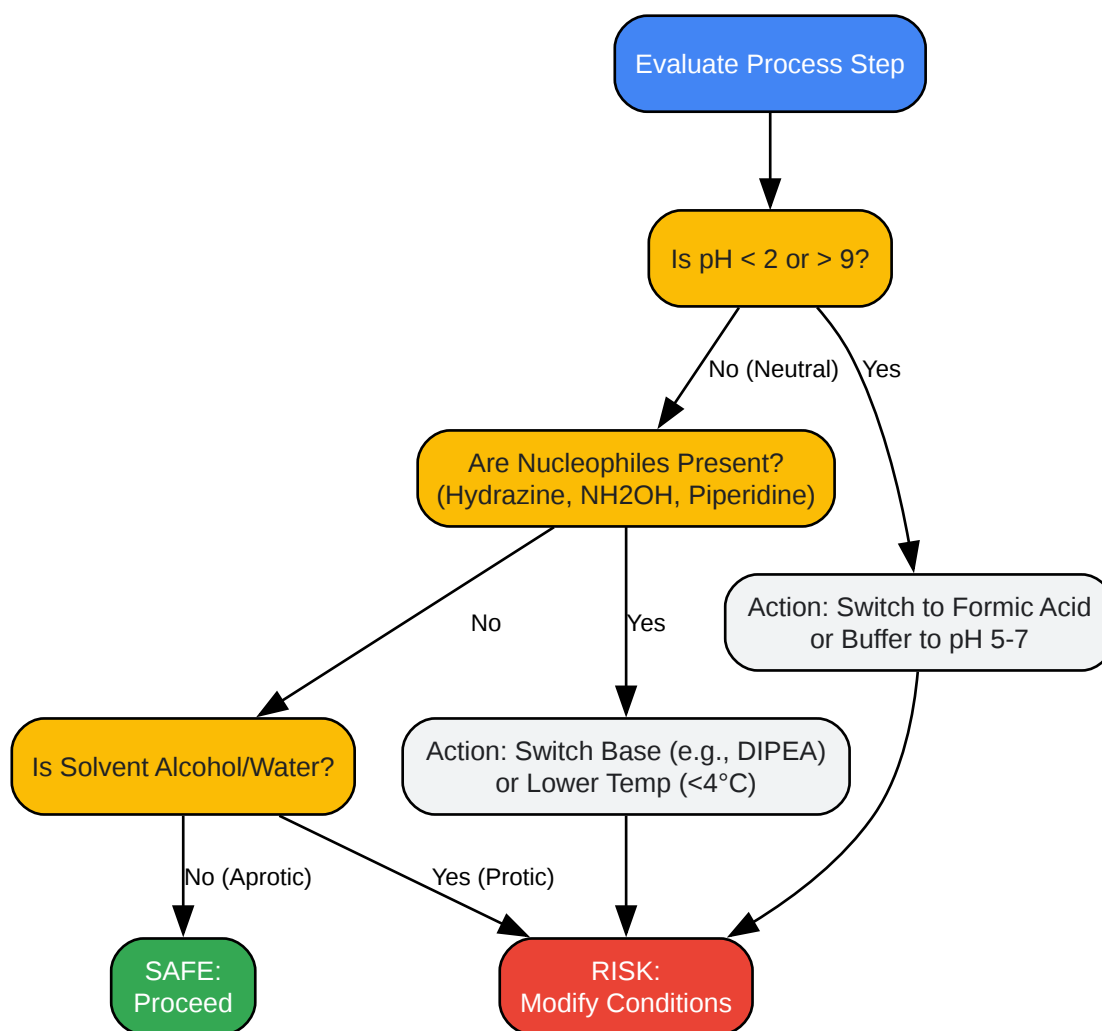 Evaluate Process Step
Is pH < 2 or > 9?
No (Neutral)
Yes
Are Nucleophiles Present?
(Hydrazine, NH2OH, Piperidine)
Action: Switch to Formic Acid
or Buffer to pH 5-7
No
Yes
Is Solvent Alcohol/Water?
Action: Switch Base (e.g., DIPEA)
or Lower Temp (<4°C)
No (Aprotic)
Yes (Protic)
SAFE:
Proceed
RISK:
Modify Conditions